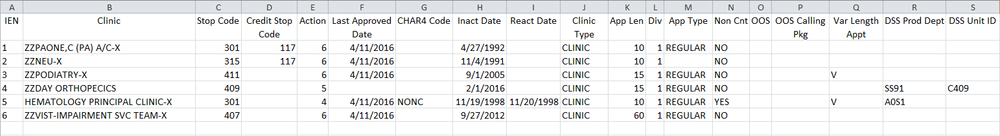 A B C D E F G H I J K L M N O P Q R S
IEN Clinic Stop Code Credit Stop Action Last Approved CHAR4 Code Inact Date React Date Clinic App Len Div App Type Non Cnt OOS OOS Calling Var Length DSS Prod Dept DSS Unit ID
Code Date Type Pkg Appt
1 ZZPAONE,C (PA) A/C-X 301 117 6 4/11/2016 4/27/1992 CLINIC 10 1 REGULAR NO
2 ZZNEU-X 315 117 6 4/11/2016 11/4/1991 CLINIC 10 1 NO
3 ZZPODIATRY-X 411 6 4/11/2016 9/1/2005 CLINIC 15 1 REGULAR NO V
4 ZZDAY ORTHOPECICS 409 5 2/1/2016 CLINIC 15 1 REGULAR NO SS91 C409
5 HEMATOLOGY PRINCIPAL CLINIC-X 301 4 4/11/2016 NONC 11/19/1998 11/20/1998 CLINIC 10 1 REGULAR YES V A0S1
6 ZZVIST-IMPAIRMENT SVC TEAM-X 407 6 4/11/2016 9/27/2012 CLINIC 60 1 REGULAR NO